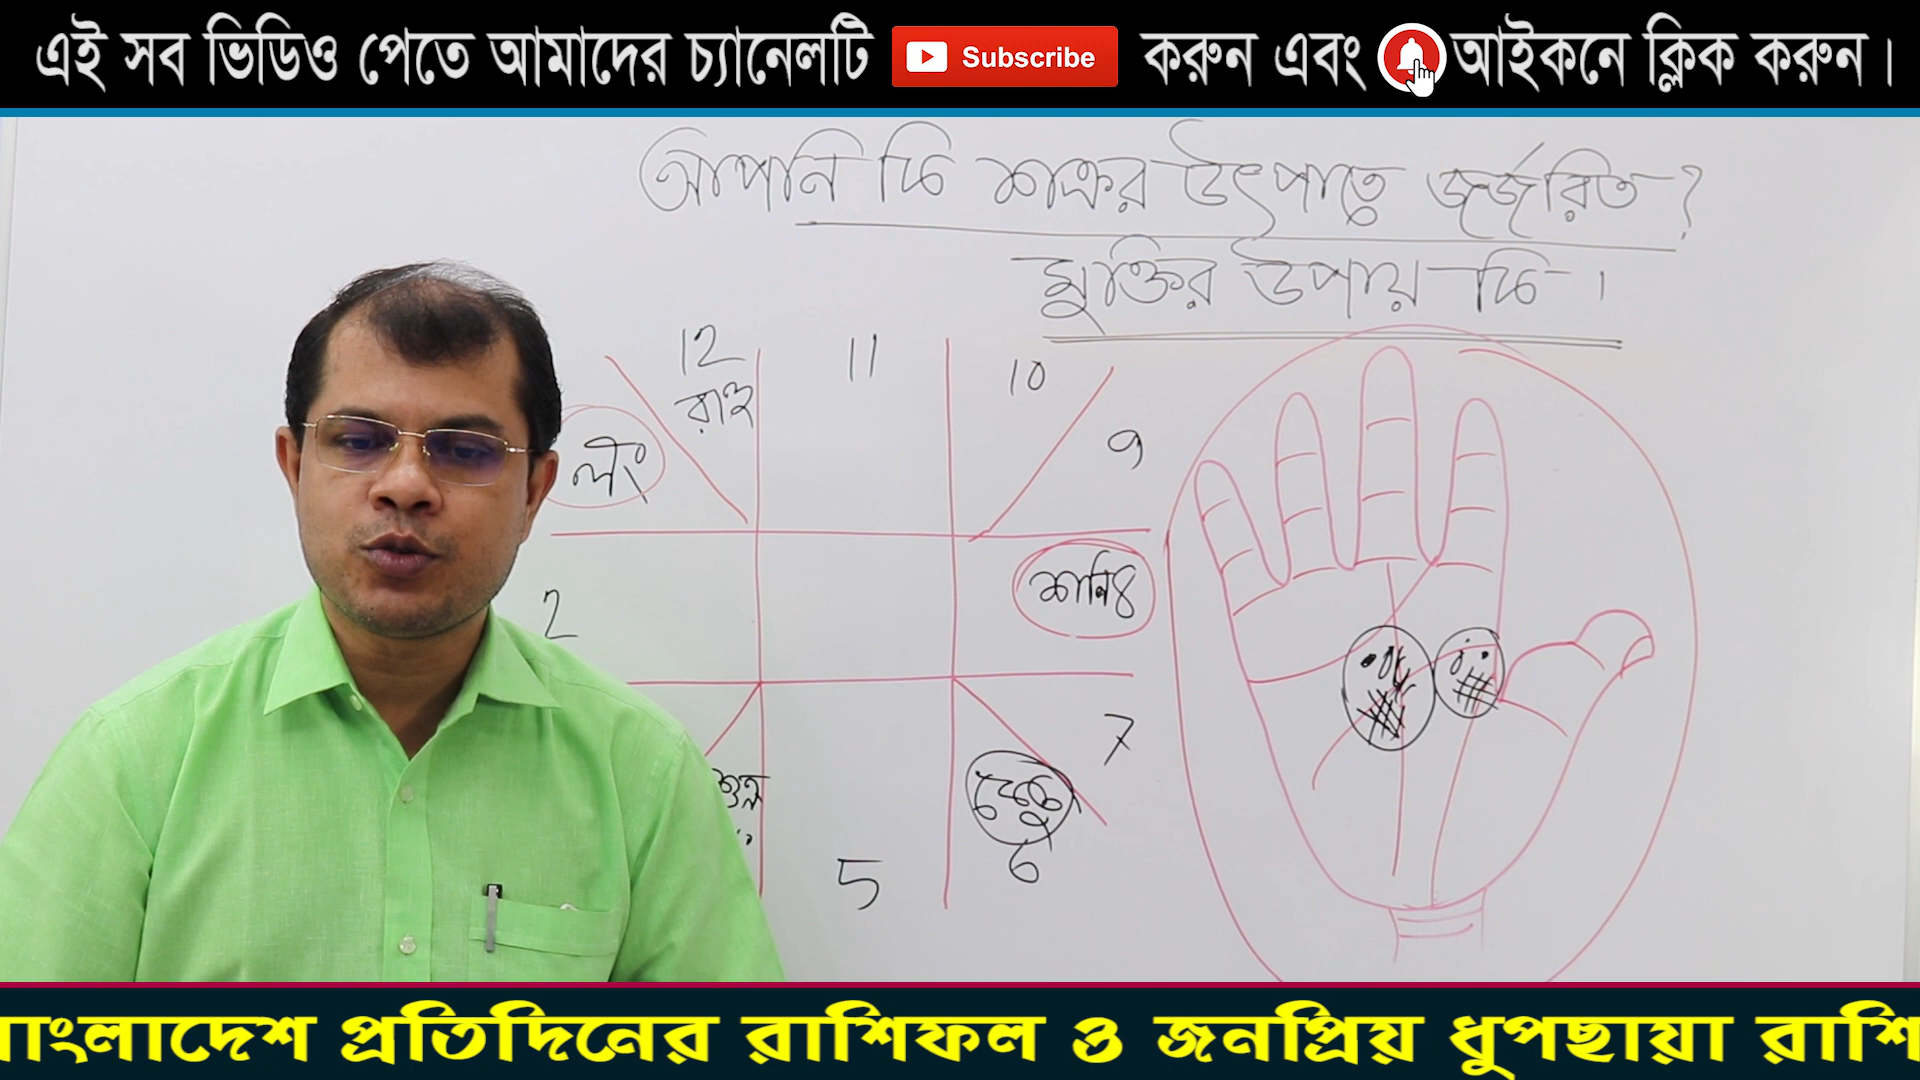 এই সব ভিডিও পেতে আমাদের চ্যানেলটি Subscribe করুন এবং আইকনে ক্লিক করুন।
আপনি কি শত্রুর উৎপাতে জর্জরিত?
মুক্তির উপায় কি।
12 11 10
রাহু
লং 9
শনি 8
2
7
শুক্র
কেতু
5 6
বাংলাদেশ প্রতিদিনের রাশিফল ও জনপ্রিয় ধুপছায়া রাশি